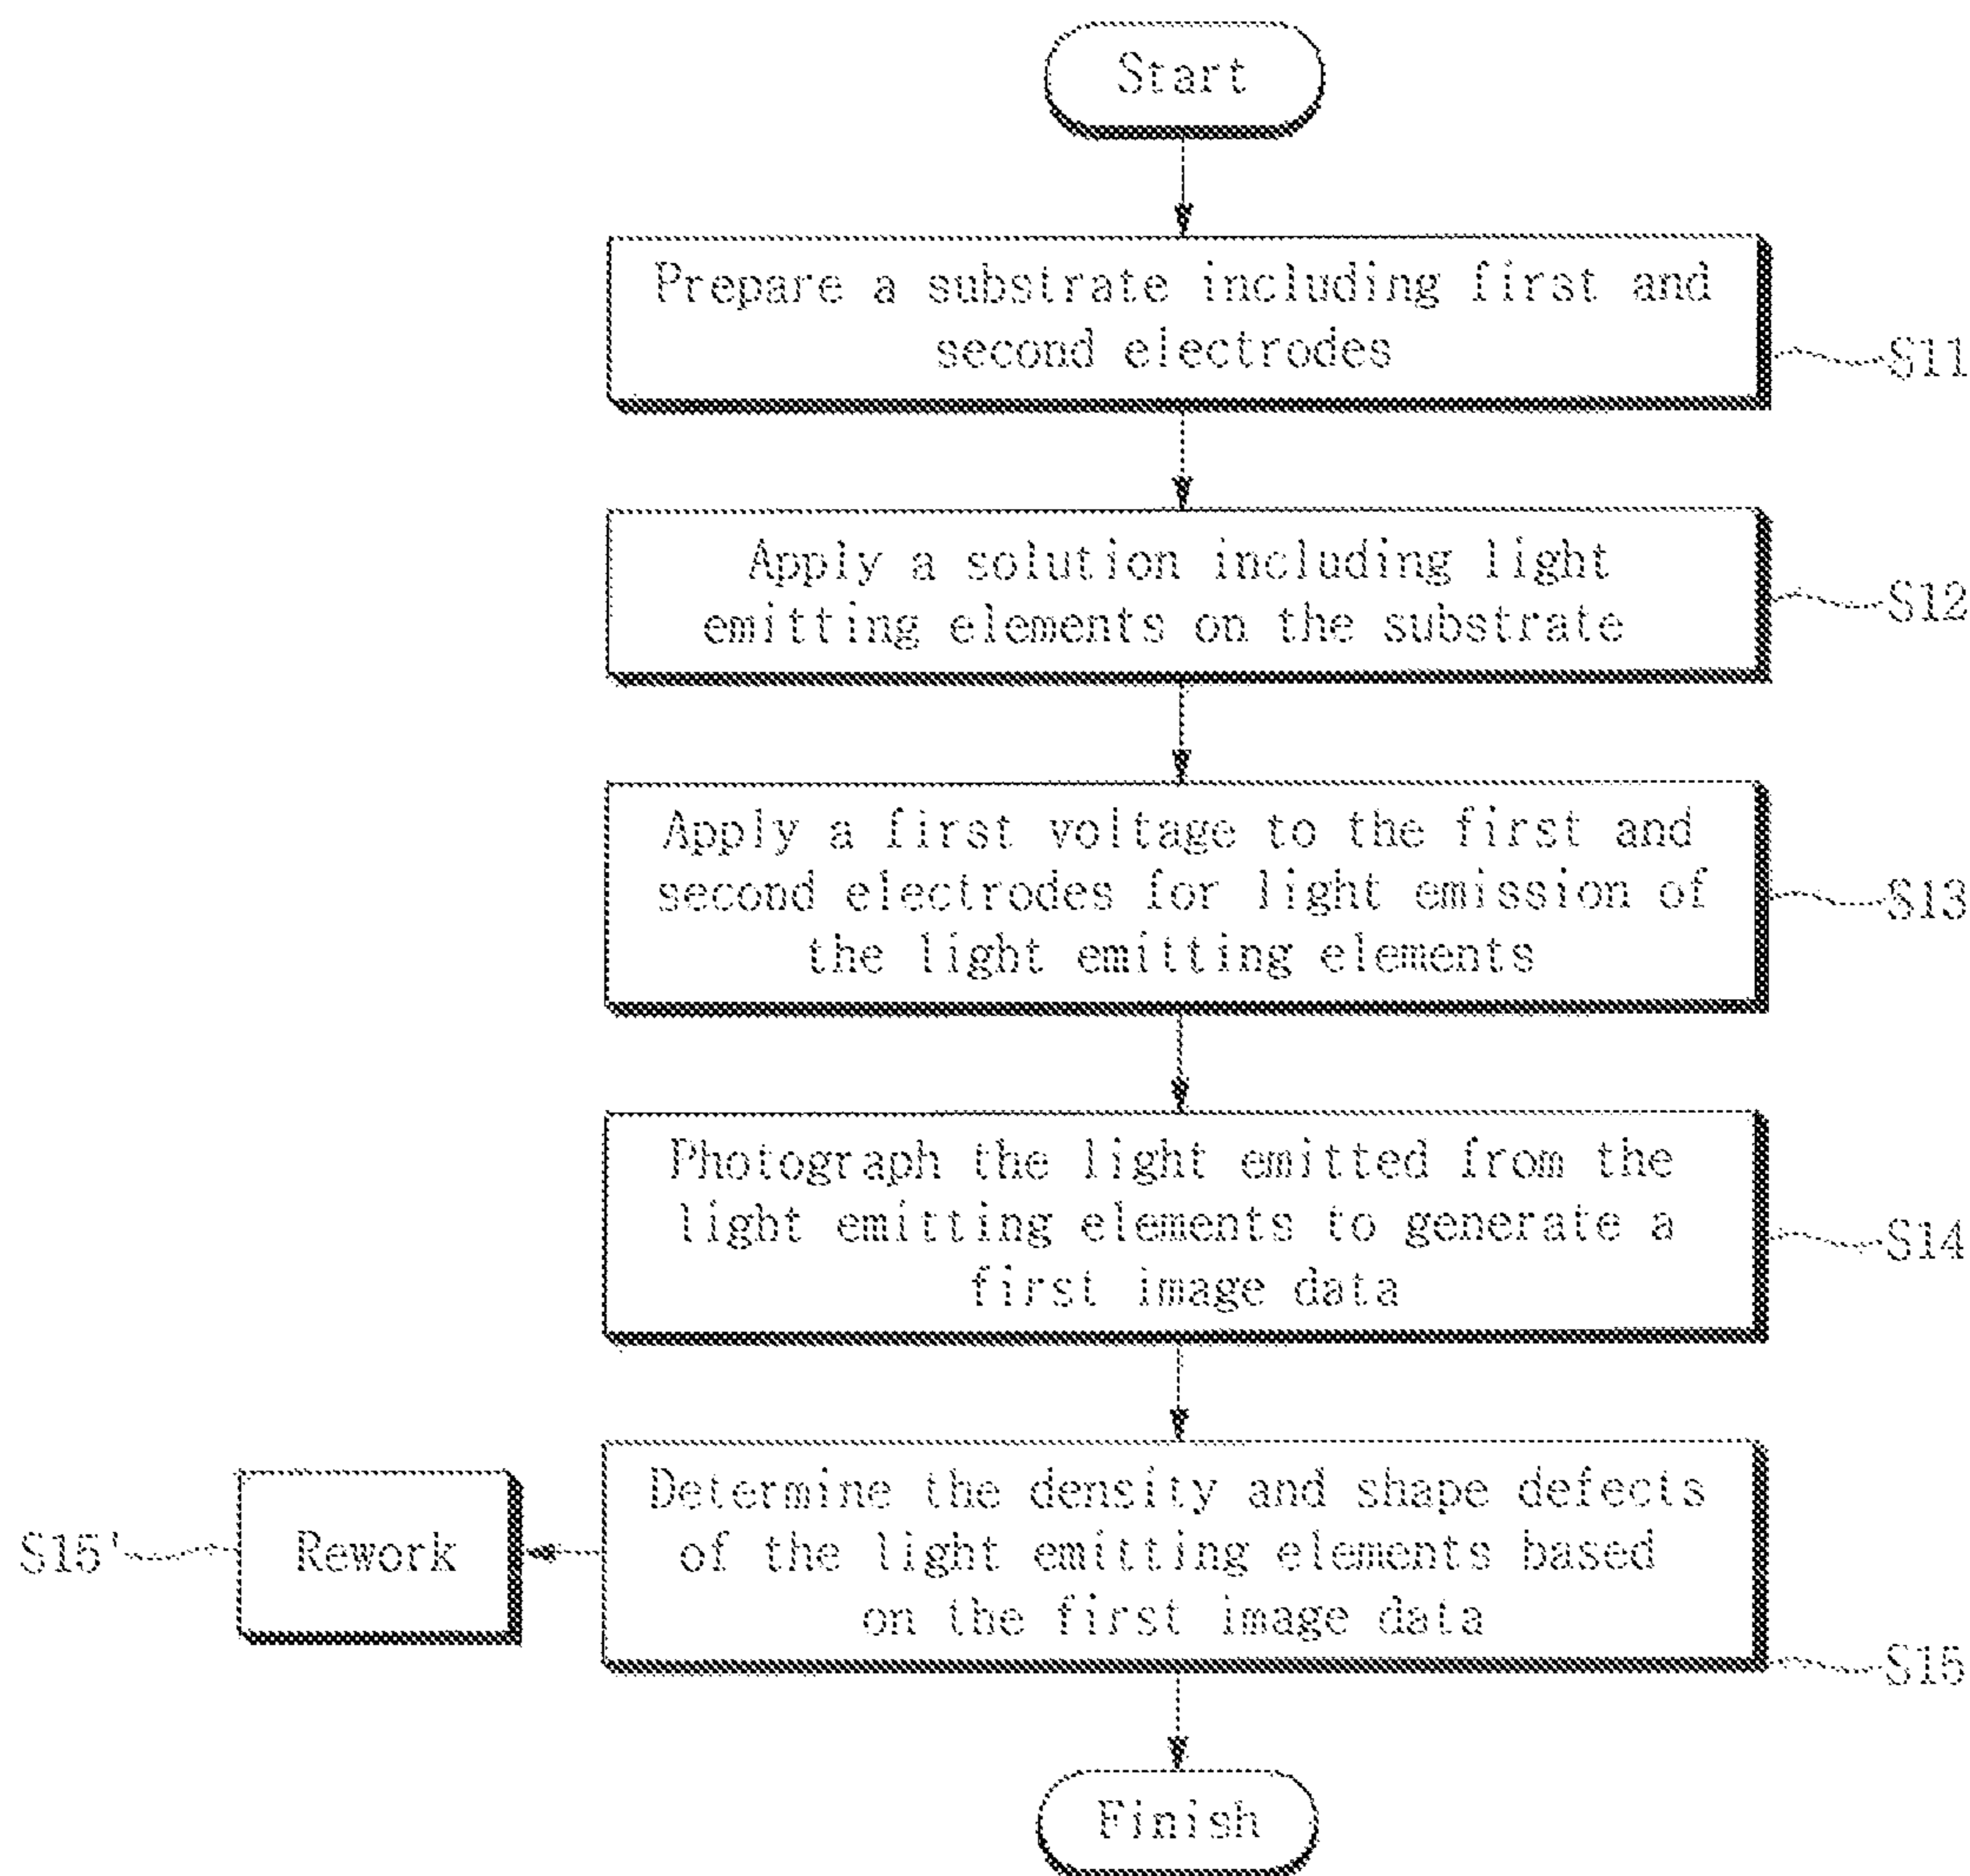 Start
Prepare a substrate including first and
second electrodes
S11
Apply a solution including light
emitting elements on the substrate
S12
Apply a first voltage to the first and
second electrodes for light emission of
the light emitting elements
S13
Photograph the light emitted from the
light emitting elements to generate a
first image data
S14
Determine the density and shape defects
of the light emitting elements based
on the first image data
S15
S15'
Rework
Finish